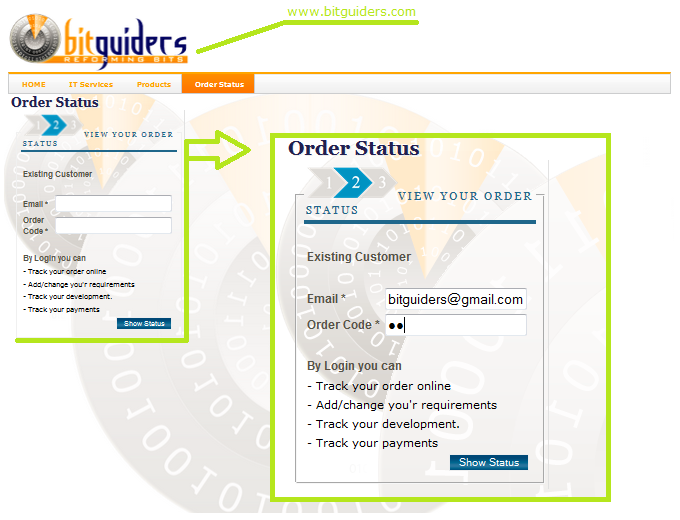 www.bitguiders.com
bitguiders
REFORMING BITS
HOME IT Services Products Order Status
Order Status
1 2 3 VIEW YOUR ORDER
STATUS
Existing Customer
Email *
Order
Code *
By Login you can
- Track your order online
- Add/change you'r requirements
- Track your development.
- Track your payments
Show Status
Order Status
1 2 3 VIEW YOUR ORDER
STATUS
Existing Customer
Email * bitguiders@gmail.com
Order Code * ●●
By Login you can
- Track your order online
- Add/change you'r requirements
- Track your development.
- Track your payments
Show Status